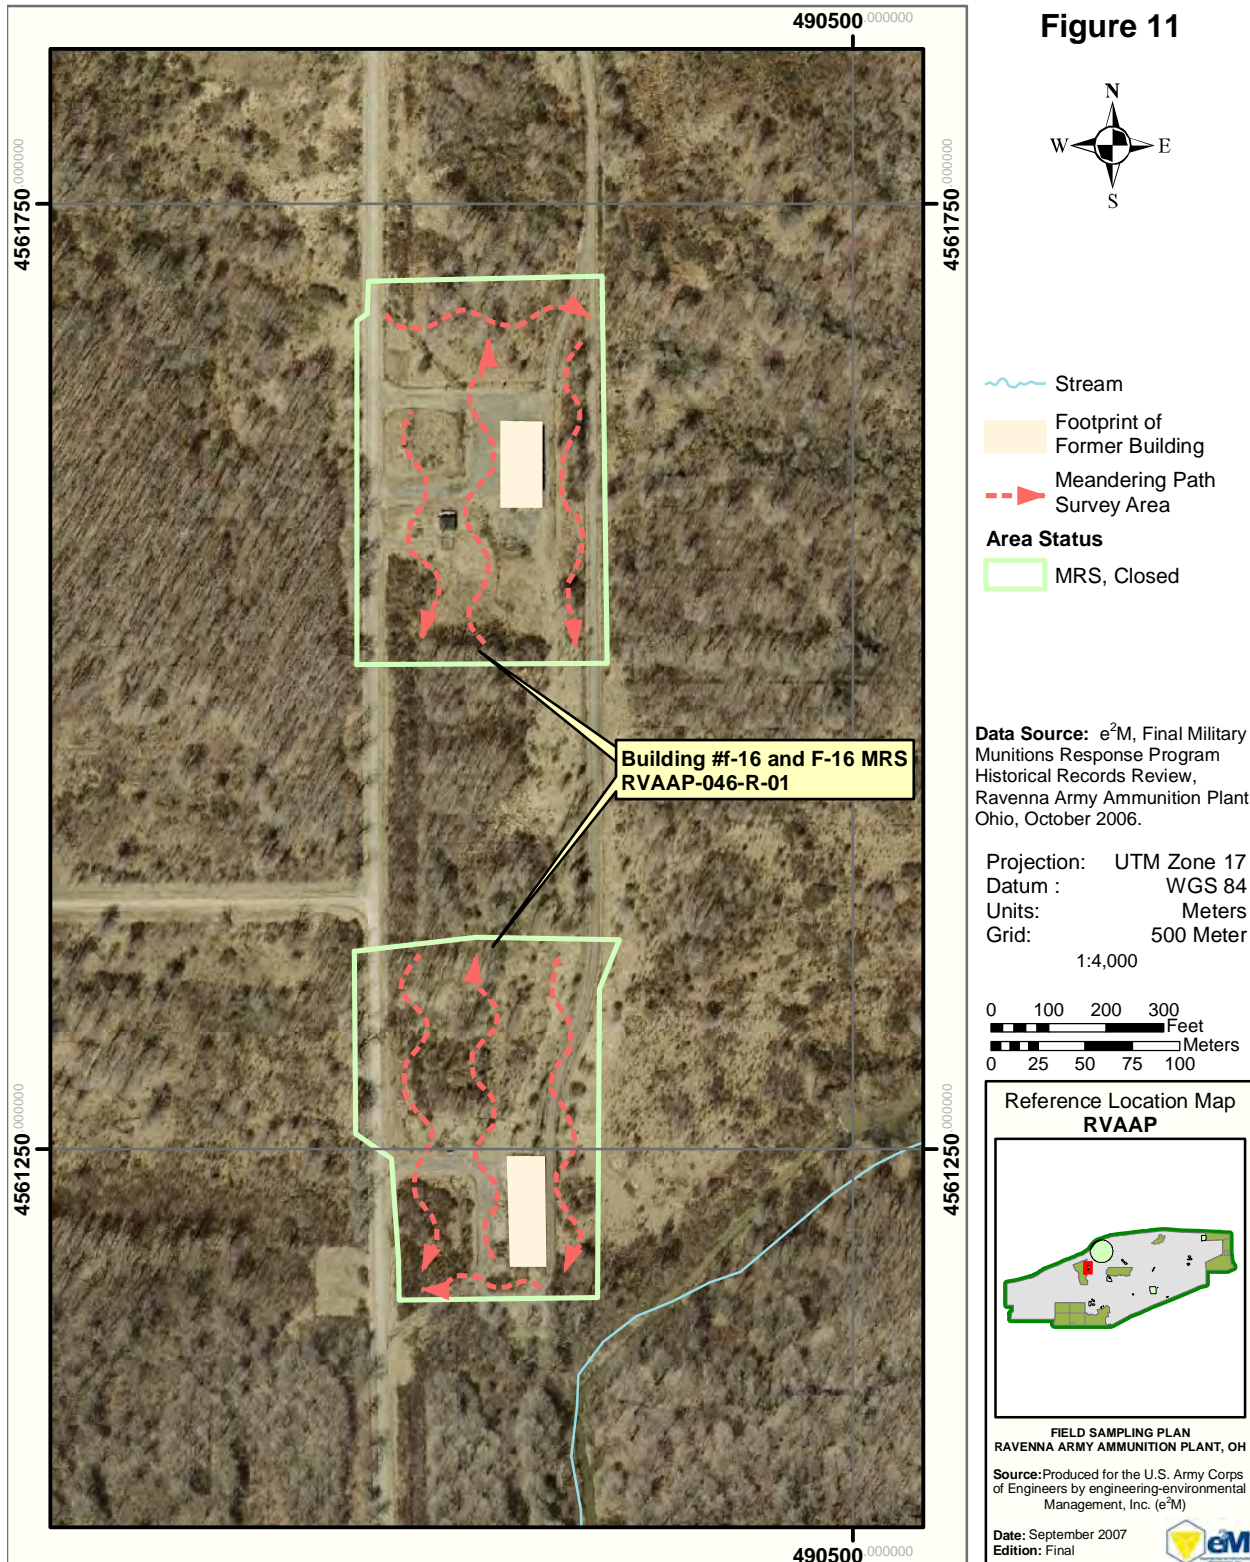 490500.000000
Figure 11
N
W E
S
4561750.000000
4561750.000000
Stream
Footprint of
Former Building
Meandering Path
Survey Area
Area Status
MRS, Closed
Building #f-16 and F-16 MRS
RVAAP-046-R-01
Data Source: e²M, Final Military
Munitions Response Program
Historical Records Review,
Ravenna Army Ammunition Plant
Ohio, October 2006.
Projection: UTM Zone 17
Datum : WGS 84
Units: Meters
Grid: 500 Meter
1:4,000
0 100 200 300
Feet
Meters
0 25 50 75 100
4561250.000000
4561250.000000
Reference Location Map
RVAAP
FIELD SAMPLING PLAN
RAVENNA ARMY AMMUNITION PLANT, OH
Source:Produced for the U.S. Army Corps
of Engineers by engineering-environmental
Management, Inc. (e²M)
Date: September 2007
Edition: Final
e²M
490500.000000